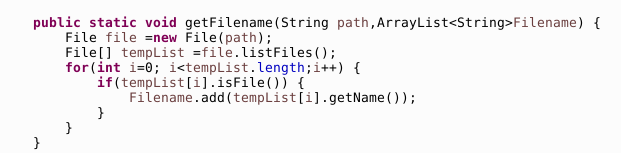 public static void getFilename(String path,ArrayList<String>Filename) {
    File file =new File(path);
    File[] tempList =file.listFiles();
    for(int i=0; i<tempList.length;i++) {
        if(tempList[i].isFile()) {
            Filename.add(tempList[i].getName());
        }
    }
}